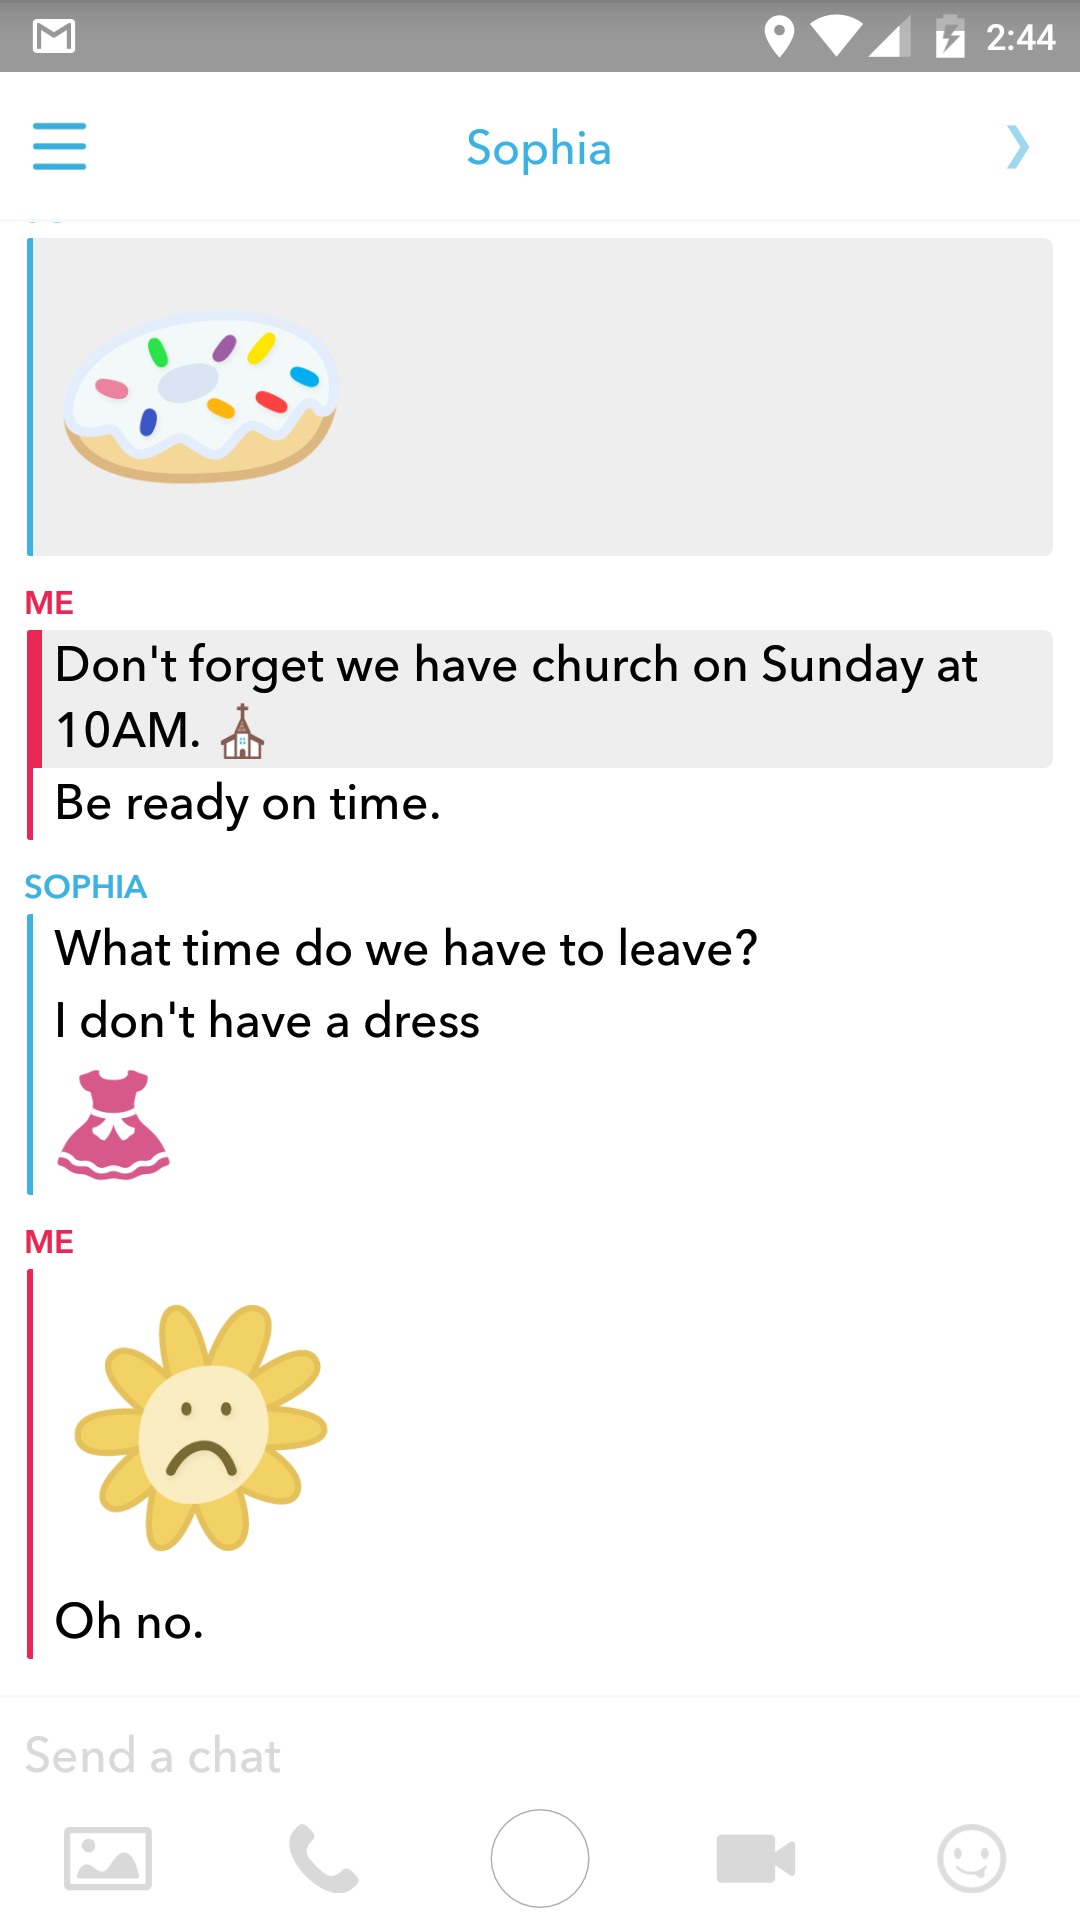 2:44
Sophia
ME
Don't forget we have church on Sunday at
10AM. ⛪
Be ready on time.
SOPHIA
What time do we have to leave?
I don't have a dress
ME
Oh no.
Send a chat